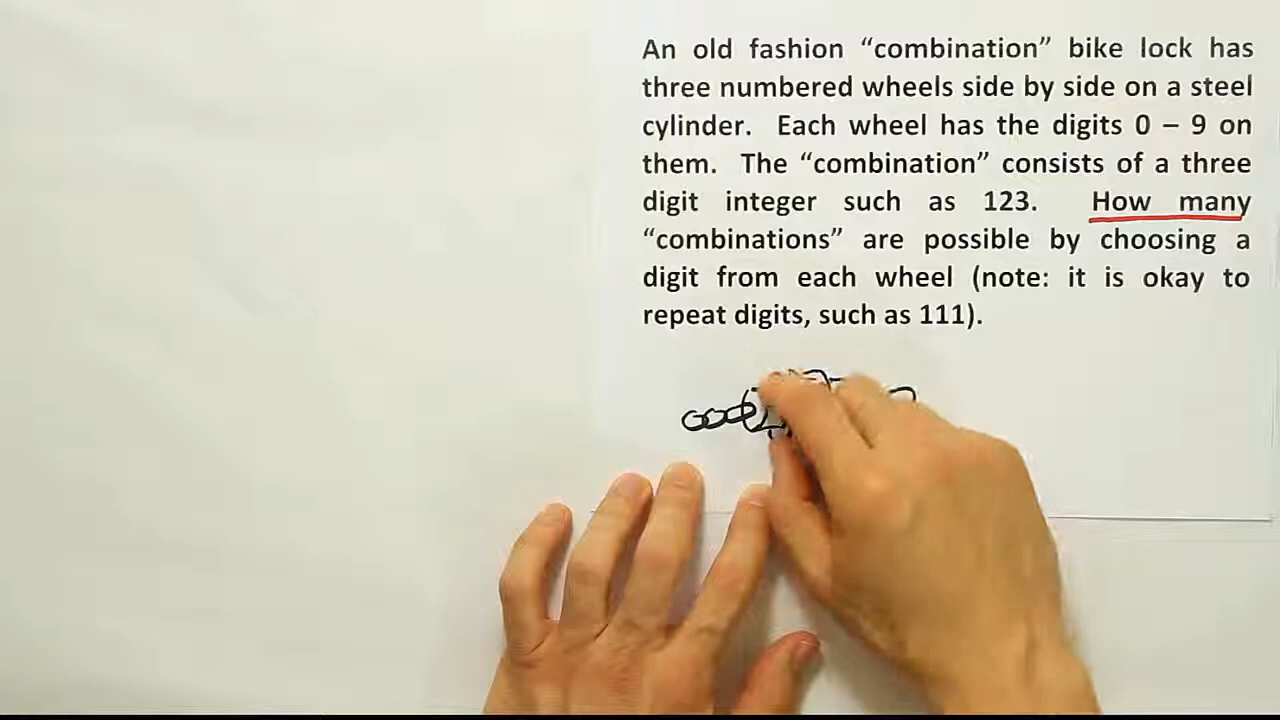 An old fashion “combination” bike lock has
three numbered wheels side by side on a steel
cylinder. Each wheel has the digits 0 – 9 on
them. The “combination” consists of a three
digit integer such as 123. How many
“combinations” are possible by choosing a
digit from each wheel (note: it is okay to
repeat digits, such as 111).